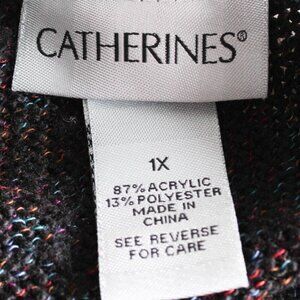 CATHERINES®
1X
87% ACRYLIC
13% POLYESTER
MADE IN
CHINA
SEE REVERSE
FOR CARE